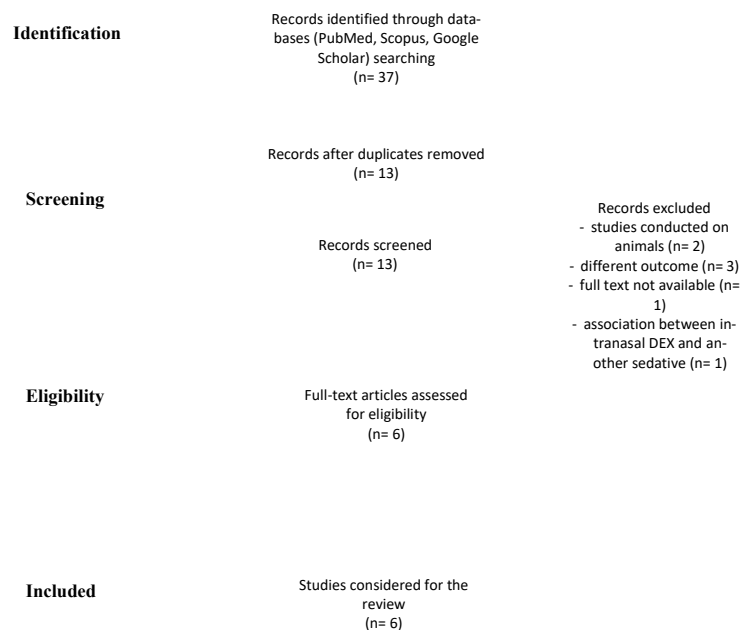 Identification
Records identified through data-
bases (PubMed, Scopus, Google
Scholar) searching
(n= 37)
Records after duplicates removed
(n= 13)
Screening
Records screened
(n= 13)
Records excluded
- studies conducted on
animals (n= 2)
- different outcome (n= 3)
- full text not available (n=
1)
- association between in-
tranasal DEX and an-
other sedative (n= 1)
Eligibility
Full-text articles assessed
for eligibility
(n= 6)
Included
Studies considered for the
review
(n= 6)